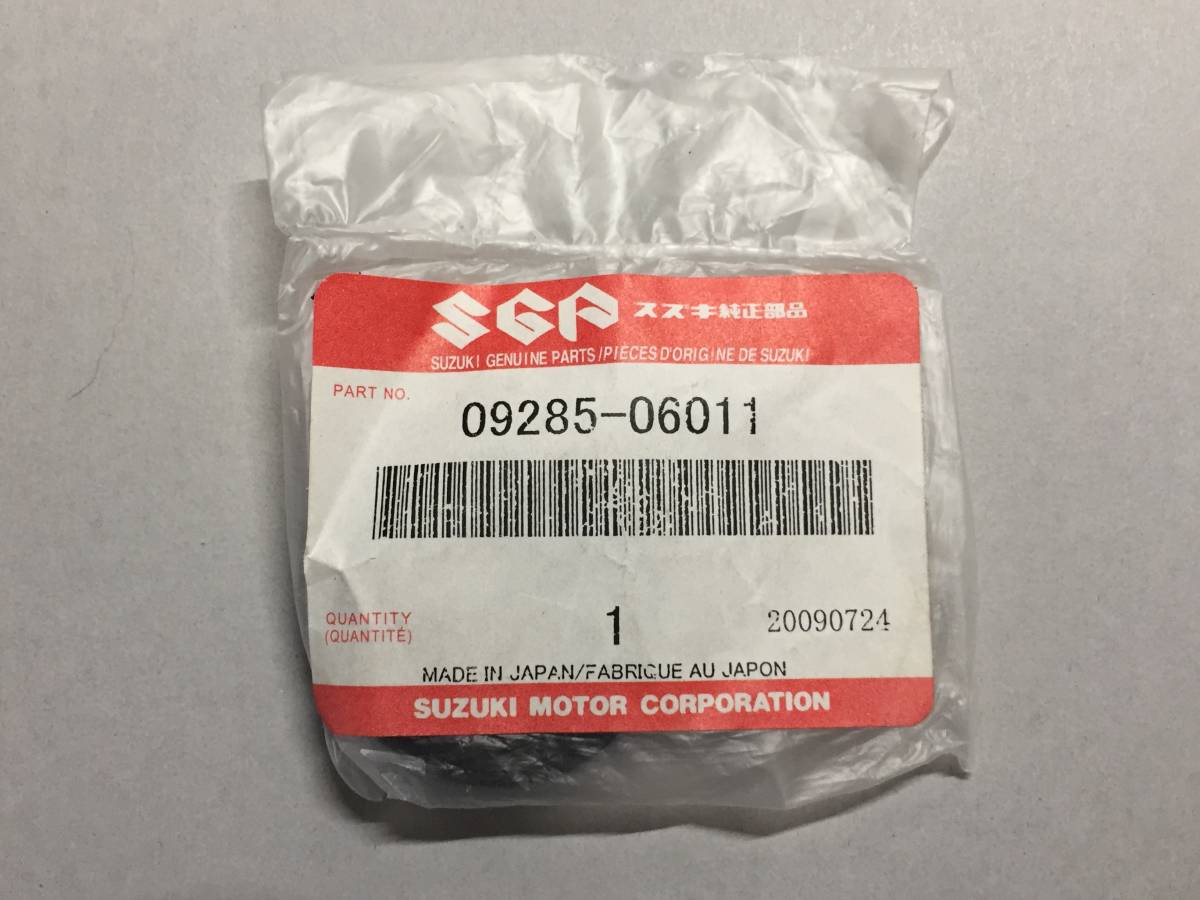 SGP スズキ純正部品
SUZUKI GENUINE PARTS/PIÈCES D'ORIGINE DE SUZUKI
PART NO.
09285-06011
QUANTITY
(QUANTITÉ)
1
20090724
MADE IN JAPAN/FABRIQUE AU JAPON
SUZUKI MOTOR CORPORATION